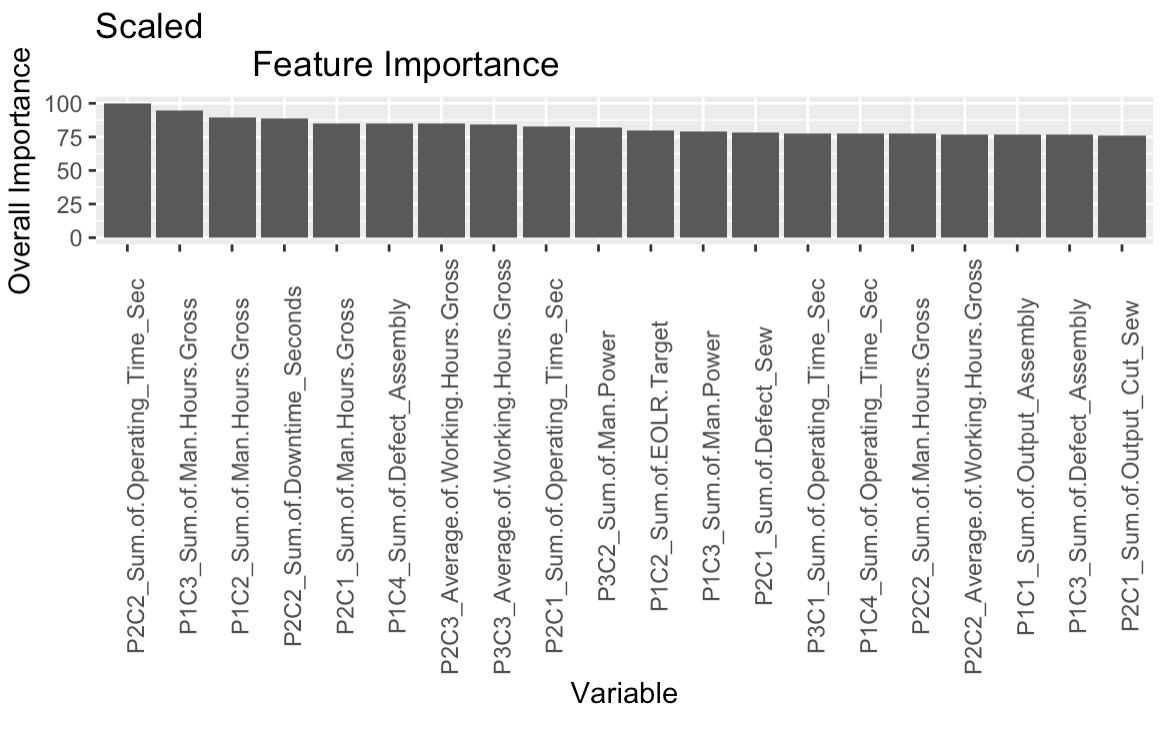 Scaled
Feature Importance
Overall Importance
100
75
50
25
0
P2C2_Sum.of.Operating_Time_Sec
P1C3_Sum.of.Man.Hours.Gross
P1C2_Sum.of.Man.Hours.Gross
P2C2_Sum.of.Downtime_Seconds
P2C1_Sum.of.Man.Hours.Gross
P1C4_Sum.of.Defect_Assembly
P2C3_Average.of.Working.Hours.Gross
P3C3_Average.of.Working.Hours.Gross
P2C1_Sum.of.Operating_Time_Sec
P3C2_Sum.of.Man.Power
P1C2_Sum.of.EOLR.Target
P1C3_Sum.of.Man.Power
P2C1_Sum.of.Defect_Sew
P3C1_Sum.of.Operating_Time_Sec
P1C4_Sum.of.Operating_Time_Sec
P2C2_Sum.of.Man.Hours.Gross
P2C2_Average.of.Working.Hours.Gross
P1C1_Sum.of.Output_Assembly
P1C3_Sum.of.Defect_Assembly
P2C1_Sum.of.Output_Cut_Sew
Variable